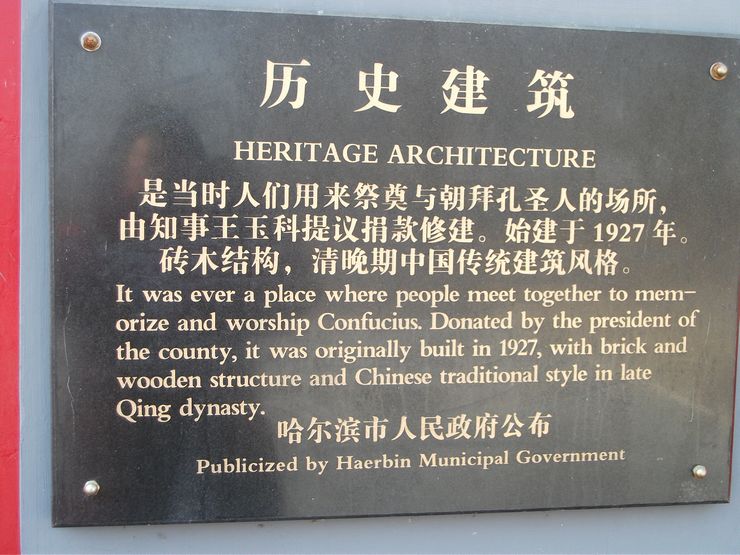 历史建筑
HERITAGE ARCHITECTURE
是当时人们用来祭奠与朝拜孔圣人的场所，
由知事王玉科提议捐款修建。始建于 1927 年。
砖木结构，清晚期中国传统建筑风格。
It was ever a place where people meet together to mem-
orize and worship Confucius. Donated by the president of
the county, it was originally built in 1927, with brick and
wooden structure and Chinese traditional style in late
Qing dynasty.
哈尔滨市人民政府公布
Publicized by Haerbin Municipal Government